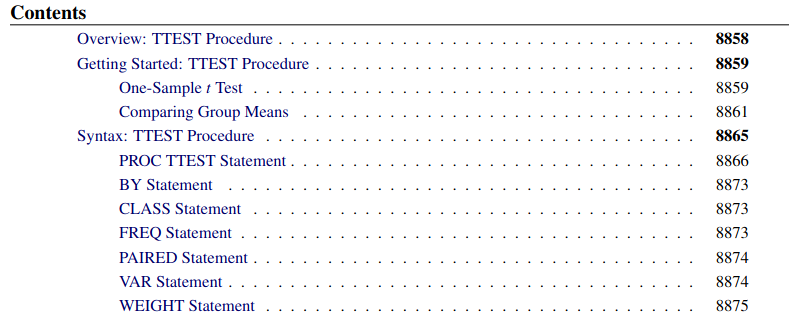 Contents
Overview: TTEST Procedure . . . . . . . . . . . . . . . . . . . . . . . . . . . . . . . . . . 8858
Getting Started: TTEST Procedure . . . . . . . . . . . . . . . . . . . . . . . . . . . . . . . 8859
One-Sample t Test . . . . . . . . . . . . . . . . . . . . . . . . . . . . . . . . . . . . 8859
Comparing Group Means . . . . . . . . . . . . . . . . . . . . . . . . . . . . . . . . 8861
Syntax: TTEST Procedure . . . . . . . . . . . . . . . . . . . . . . . . . . . . . . . . . . . 8865
PROC TTEST Statement . . . . . . . . . . . . . . . . . . . . . . . . . . . . . . . . . 8866
BY Statement . . . . . . . . . . . . . . . . . . . . . . . . . . . . . . . . . . . . . . 8873
CLASS Statement . . . . . . . . . . . . . . . . . . . . . . . . . . . . . . . . . . . . 8873
FREQ Statement . . . . . . . . . . . . . . . . . . . . . . . . . . . . . . . . . . . . . 8873
PAIRED Statement . . . . . . . . . . . . . . . . . . . . . . . . . . . . . . . . . . . . 8874
VAR Statement . . . . . . . . . . . . . . . . . . . . . . . . . . . . . . . . . . . . . . 8874
WEIGHT Statement . . . . . . . . . . . . . . . . . . . . . . . . . . . . . . . . . . . 8875